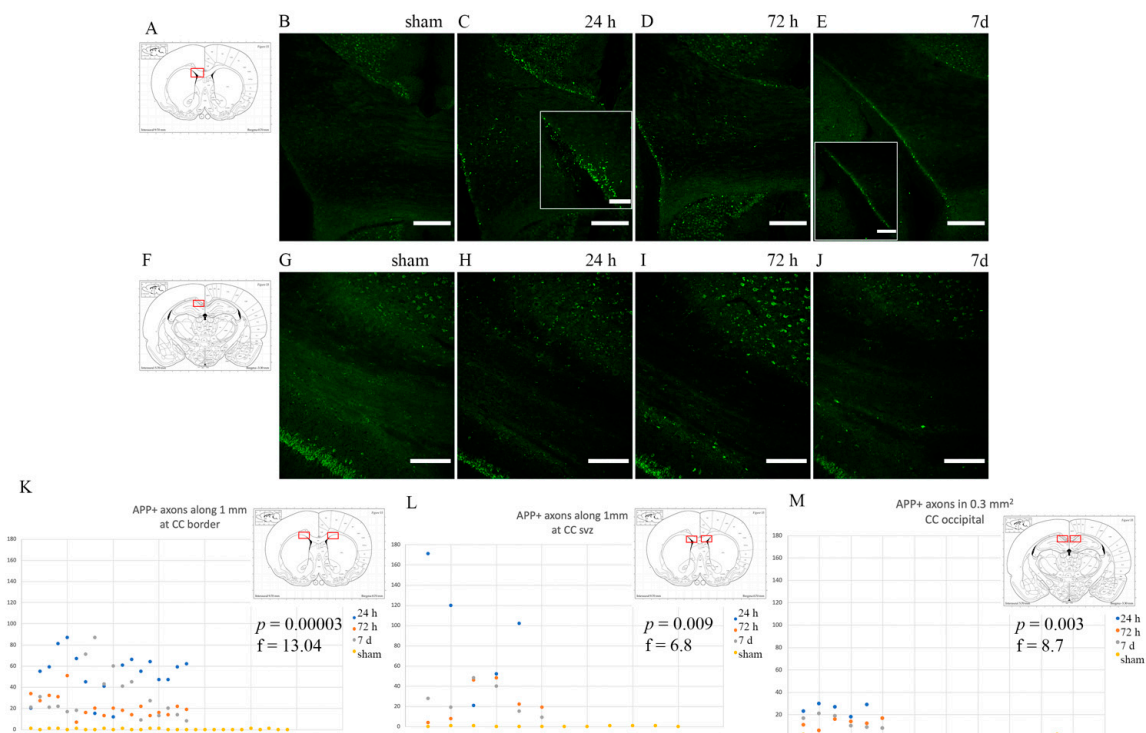 A
B
sham
C
24 h
D
72 h
E
7d
F
G
sham
H
24 h
I
72 h
J
7d
K
APP+ axons along 1 mm
at CC border
180
160
140
120
100
80
60
40
20
0
p = 0.00003
f = 13.04
24 h
72 h
7 d
sham
L
APP+ axons along 1mm
at CC svz
180
160
140
120
100
80
60
40
20
0
p = 0.009
f = 6.8
24 h
72 h
7 d
sham
M
APP+ axons in 0.3 mm²
CC occipital
180
160
140
120
100
80
60
40
20
p = 0.003
f = 8.7
24 h
72 h
7 d
sham